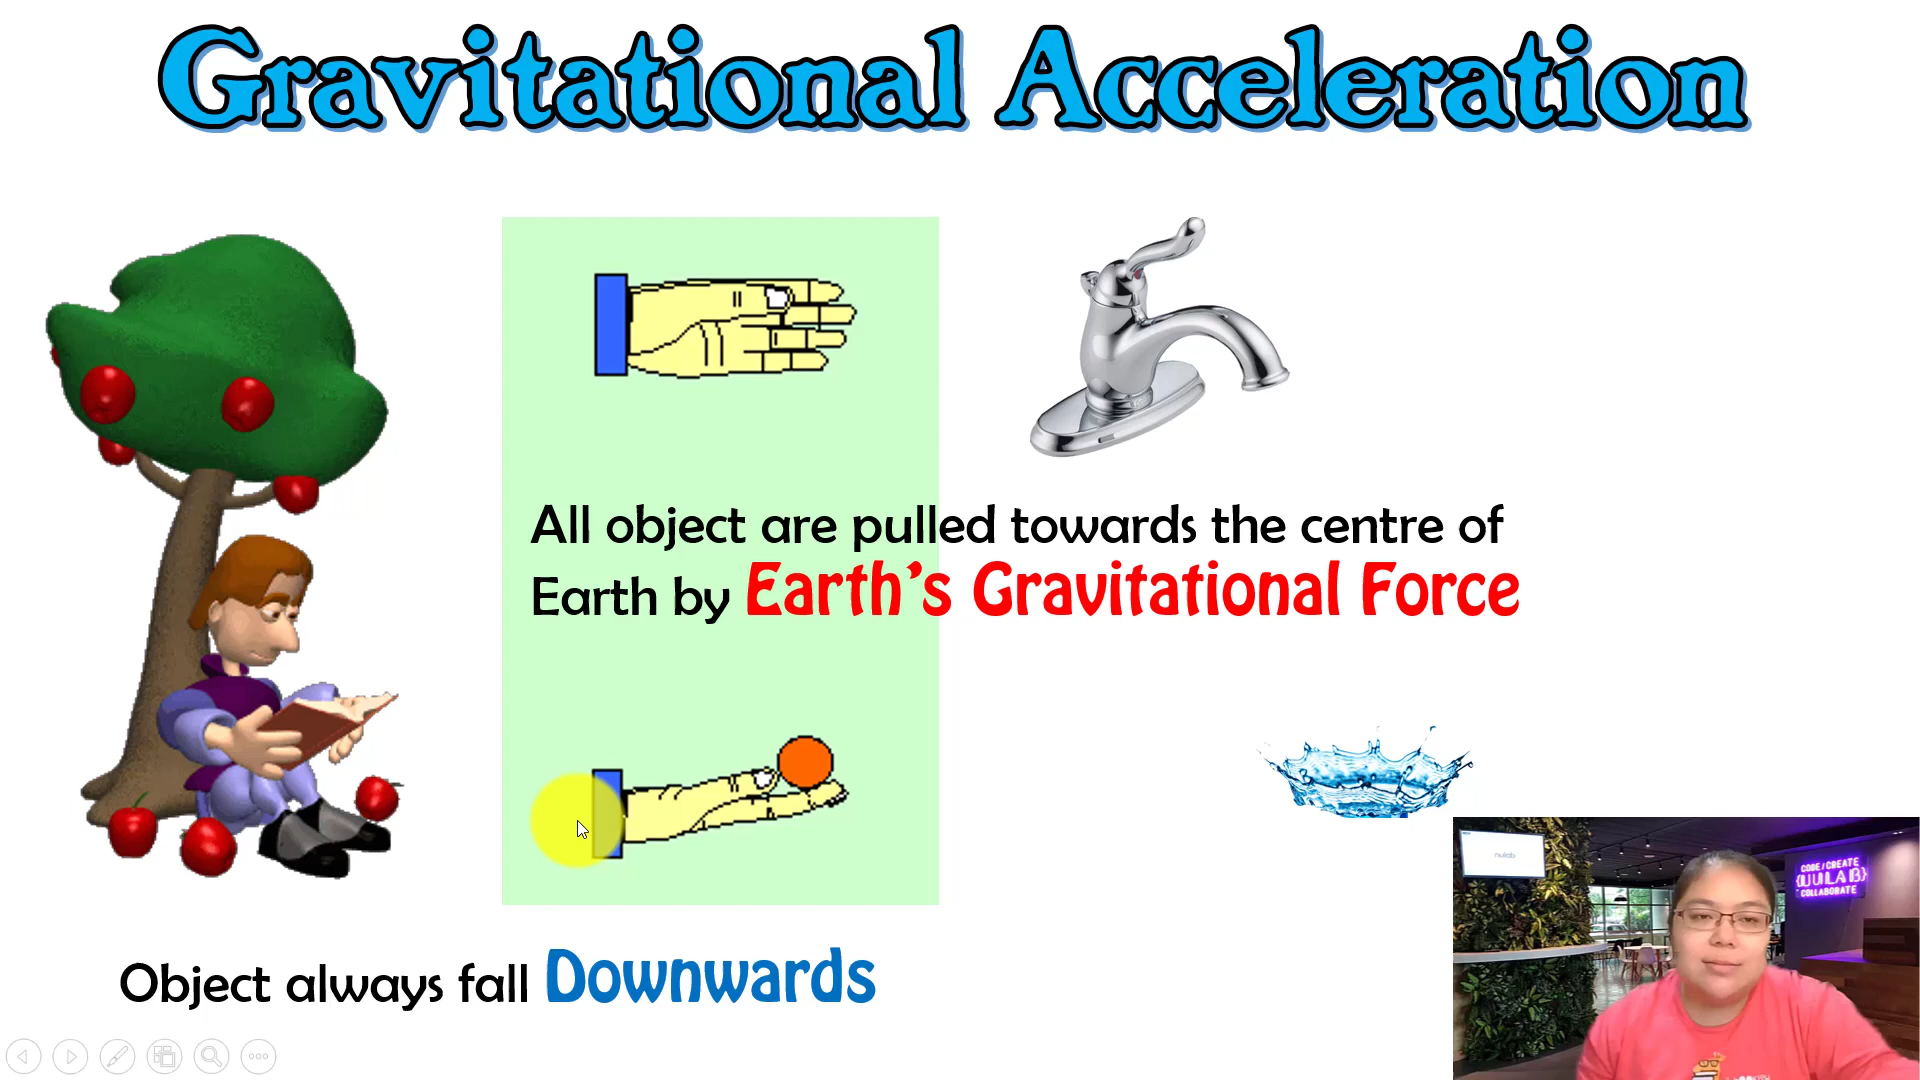 Gravitational Acceleration
All object are pulled towards the centre of
Earth by Earth's Gravitational Force
Object always fall Downwards
nulab
CODE/CREATE
COLLABORATE